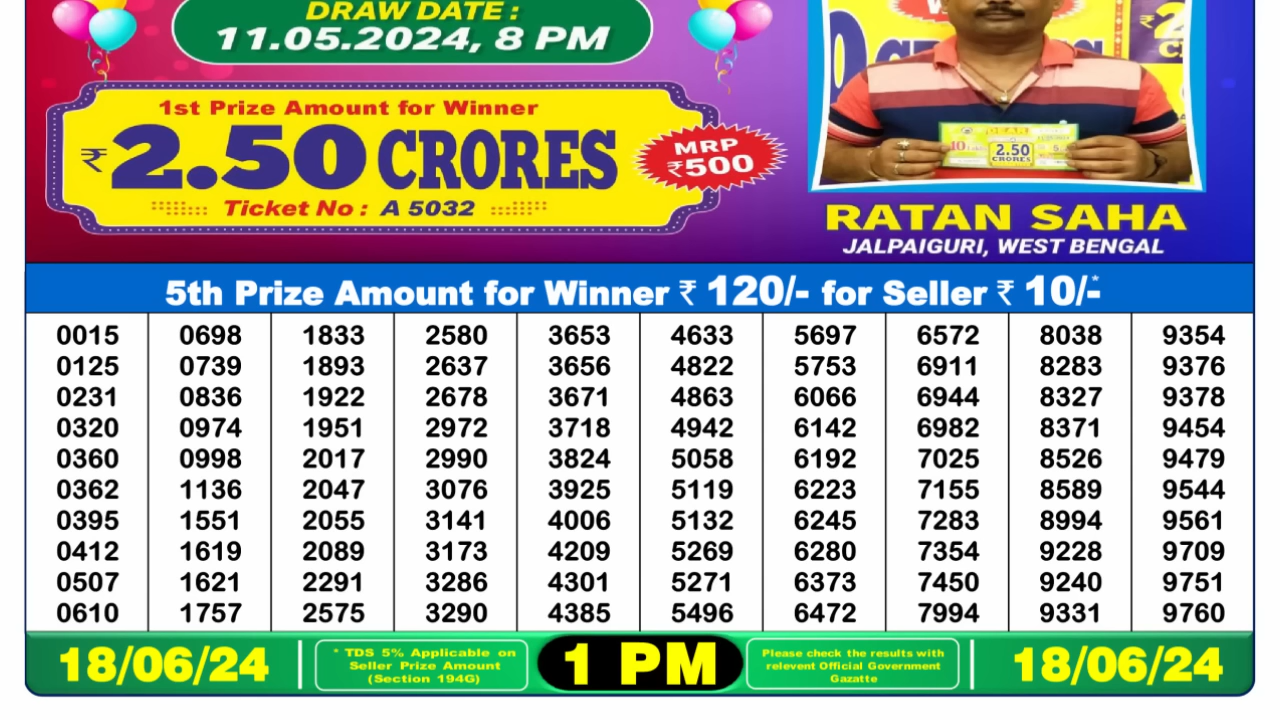 DRAW DATE :
11.05.2024, 8 PM
1st Prize Amount for Winner
₹2.50 CRORES
MRP
₹500
Ticket No : A 5032
DEAR
10
2.50
CRORES
RATAN SAHA
JALPAIGURI, WEST BENGAL
5th Prize Amount for Winner ₹ 120/- for Seller ₹ 10/-*
0015 0698 1833 2580 3653 4633 5697 6572 8038 9354
0125 0739 1893 2637 3656 4822 5753 6911 8283 9376
0231 0836 1922 2678 3671 4863 6066 6944 8327 9378
0320 0974 1951 2972 3718 4942 6142 6982 8371 9454
0360 0998 2017 2990 3824 5058 6192 7025 8526 9479
0362 1136 2047 3076 3925 5119 6223 7155 8589 9544
0395 1551 2055 3141 4006 5132 6245 7283 8994 9561
0412 1619 2089 3173 4209 5269 6280 7354 9228 9709
0507 1621 2291 3286 4301 5271 6373 7450 9240 9751
0610 1757 2575 3290 4385 5496 6472 7994 9331 9760
18/06/24
* TDS 5% Applicable on
Seller Prize Amount
(Section 194G)
1 PM
Please check the results with
relevent Official Government
Gazatte
18/06/24